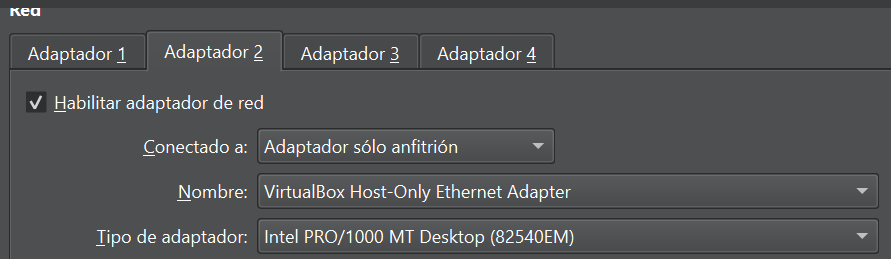 Red
Adaptador 1 Adaptador 2 Adaptador 3 Adaptador 4
Habilitar adaptador de red
Conectado a: Adaptador sólo anfitrión
Nombre: VirtualBox Host-Only Ethernet Adapter
Tipo de adaptador: Intel PRO/1000 MT Desktop (82540EM)